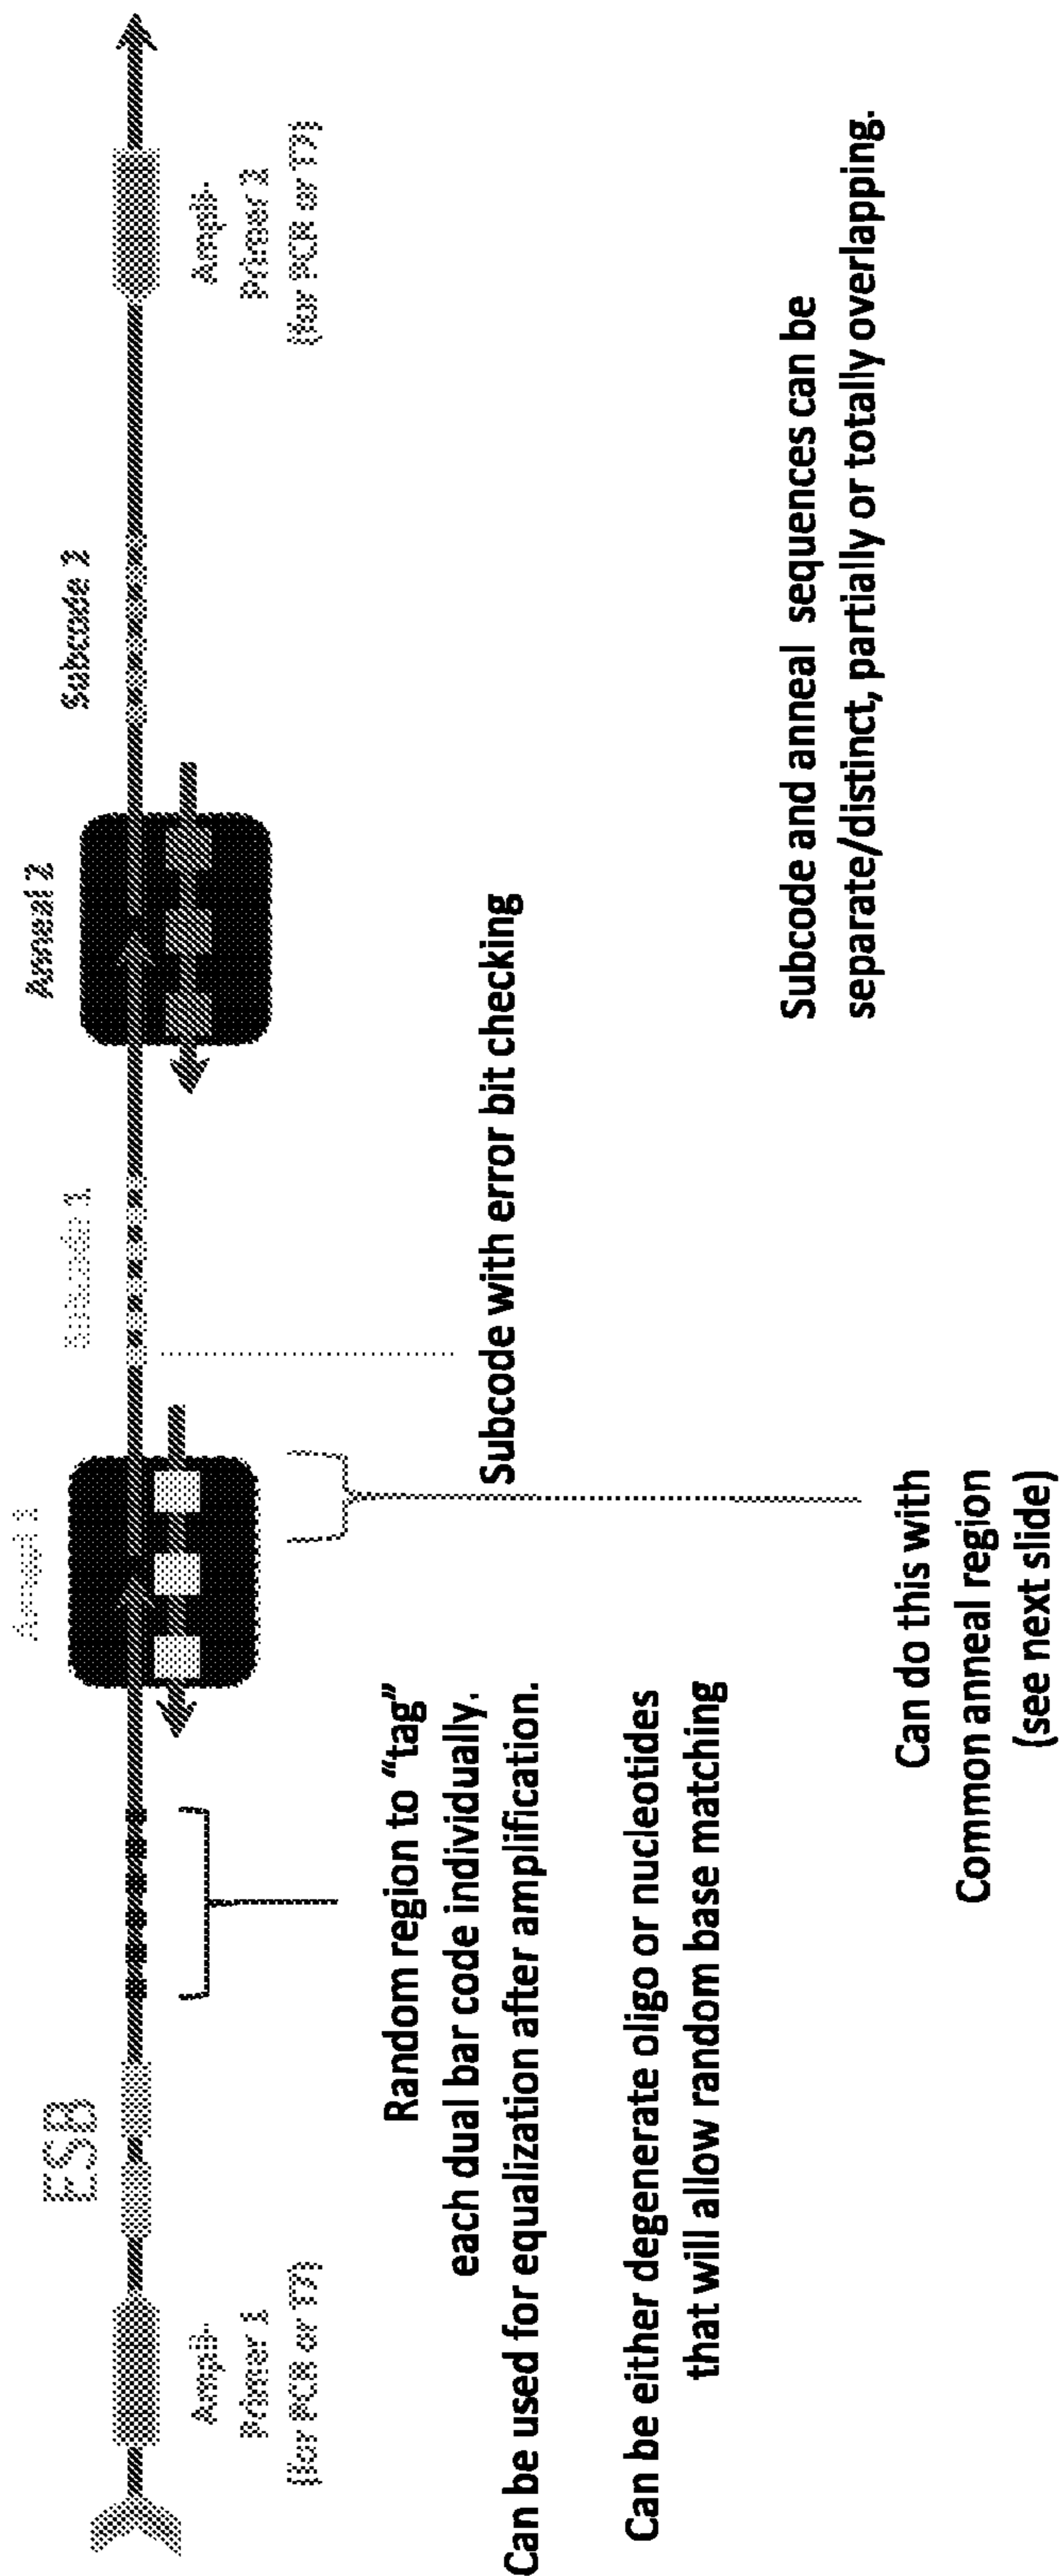 Ampli-
Primer 1
(for PCR or T7)
ESB
Random region to “tag”
each dual bar code individually.
Can be used for equalization after amplification.
Can be either degenerate oligo or nucleotides
that will allow random base matching
Anneal 1
Can do this with
Common anneal region
(see next slide)
Subcode 1
Subcode with error bit checking
Anneal 2
Subcode 2
Ampli-
Primer 2
(for PCR or T7)
Subcode and anneal sequences can be
separate/distinct, partially or totally overlapping.